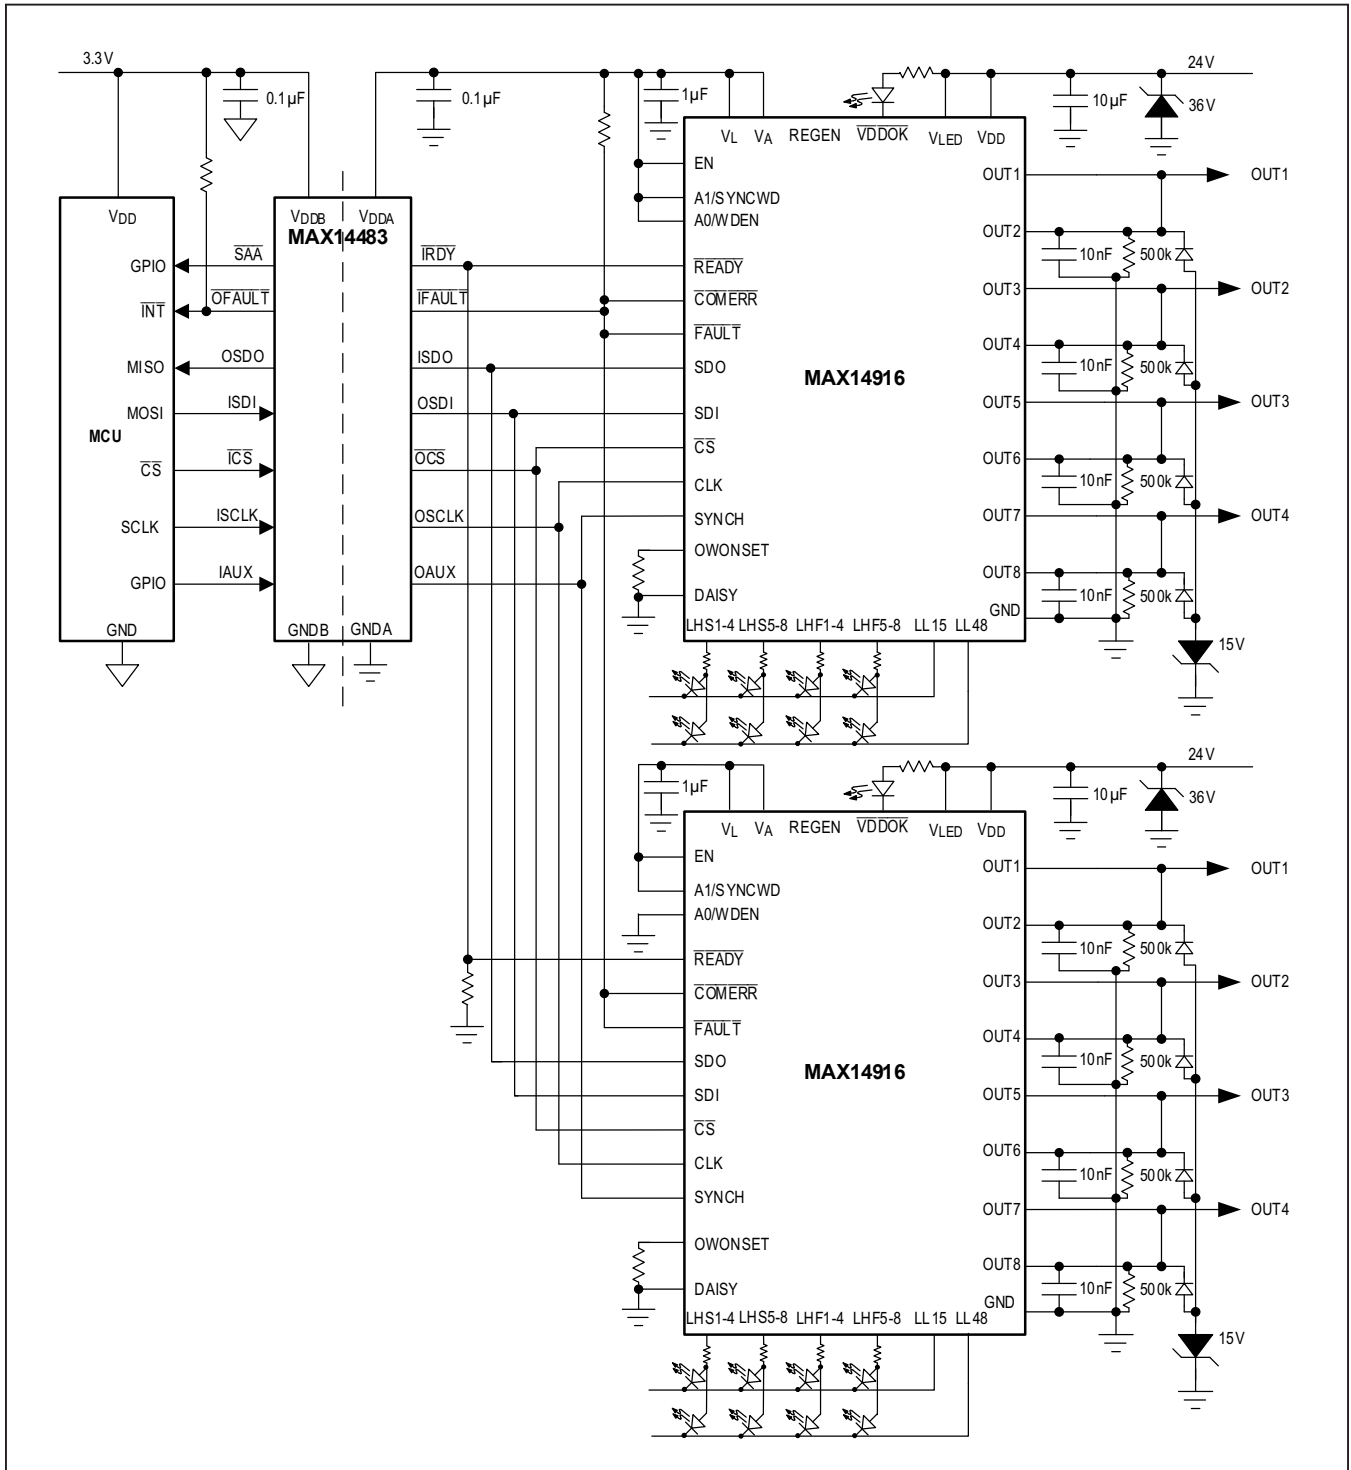 3.3V
24V
0.1µF
0.1µF
1µF
10µF
36V
VL
VA
REGEN
VDDOK
VLED
VDD
EN
OUT1
OUT1
A1/SYNCWD
VDD
VDDB
VDDA
A0/WDEN
OUT2
MAX14483
10nF
500k
GPIO
SAA
IRDY
READY
OUT3
OUT2
INT
OFAULT
IFAULT
COMERR
FAULT
OUT4
MISO
OSDO
ISDO
SDO
10nF
500k
MAX14916
MOSI
ISDI
OSDI
SDI
OUT5
OUT3
MCU
CS
ICS
OCS
CS
OUT6
CLK
10nF
500k
SCLK
ISCLK
OSCLK
SYNCH
OUT7
OUT4
OWONSET
GPIO
IAUX
OAUX
OUT8
DAISY
10nF
500k
GND
GND
GNDB
GNDA
LHS1-4
LHS5-8
LHF1-4
LHF5-8
LL15
LL48
15V
24V
1µF
10µF
36V
VL
VA
REGEN
VDDOK
VLED
VDD
EN
OUT1
OUT1
A1/SYNCWD
A0/WDEN
OUT2
10nF
500k
READY
OUT3
OUT2
COMERR
FAULT
OUT4
SDO
10nF
500k
MAX14916
SDI
OUT5
OUT3
CS
OUT6
CLK
10nF
500k
SYNCH
OUT7
OUT4
OWONSET
OUT8
DAISY
10nF
500k
GND
LHS1-4
LHS5-8
LHF1-4
LHF5-8
LL15
LL48
15V